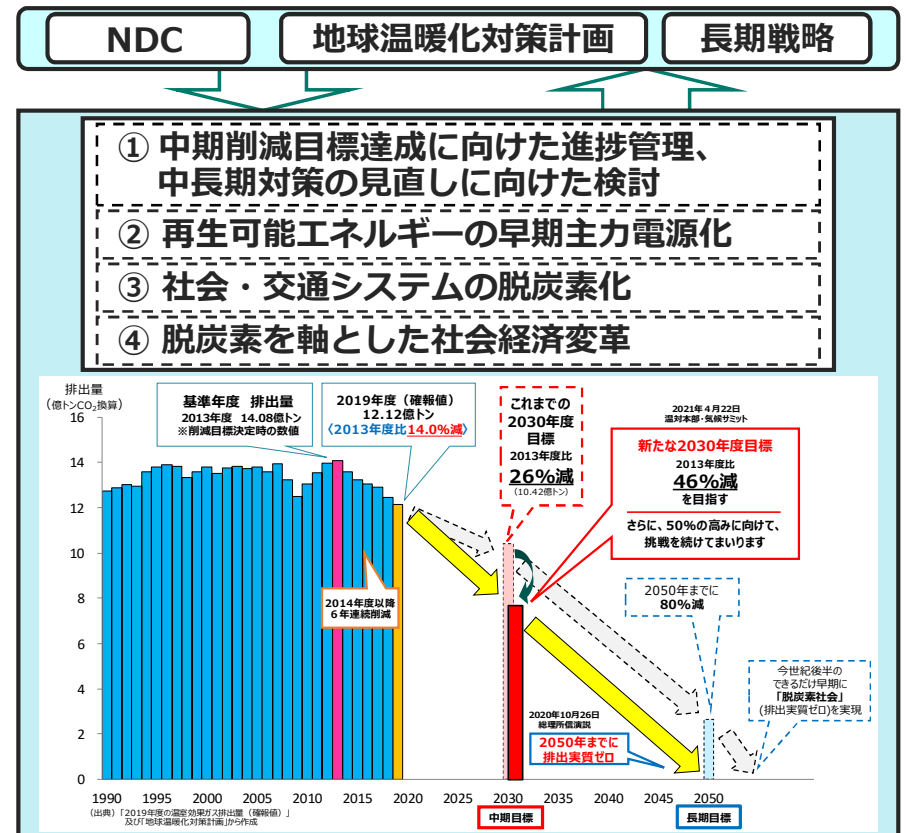 NDC
地球温暖化対策計画
長期戦略
① 中期削減目標達成に向けた進捗管理、
中長期対策の見直しに向けた検討
② 再生可能エネルギーの早期主力電源化
③ 社会・交通システムの脱炭素化
④ 脱炭素を軸とした社会経済変革
排出量
(億トンCO₂換算)
16
14
12
10
8
6
4
2
0
基準年度 排出量
2013年度 14.08億トン
※削減目標決定時の数値
2019年度(確報値)
12.12億トン
〈2013年度比14.0%減〉
これまでの
2030年度
目標
2013年度比
26%減
(10.42億トン)
2021年4月22日
温対本部・気候サミット
新たな2030年度目標
2013年度比
46%減
を目指す
さらに、50%の高みに向けて、
挑戦を続けてまいります
2014年度以降
6年連続削減
2050年までに
80%減
今世紀後半の
できるだけ早期に
「脱炭素社会」
(排出実質ゼロ)を実現
2020年10月26日
総理所信演説
2050年までに
排出実質ゼロ
1990 1995 2000 2005 2010 2015 2020 2025 2030 2035 2040 2045 2050
中期目標
長期目標
(出典)「2019年度の温室効果ガス排出量(確報値)」
及び「地球温暖化対策計画」から作成